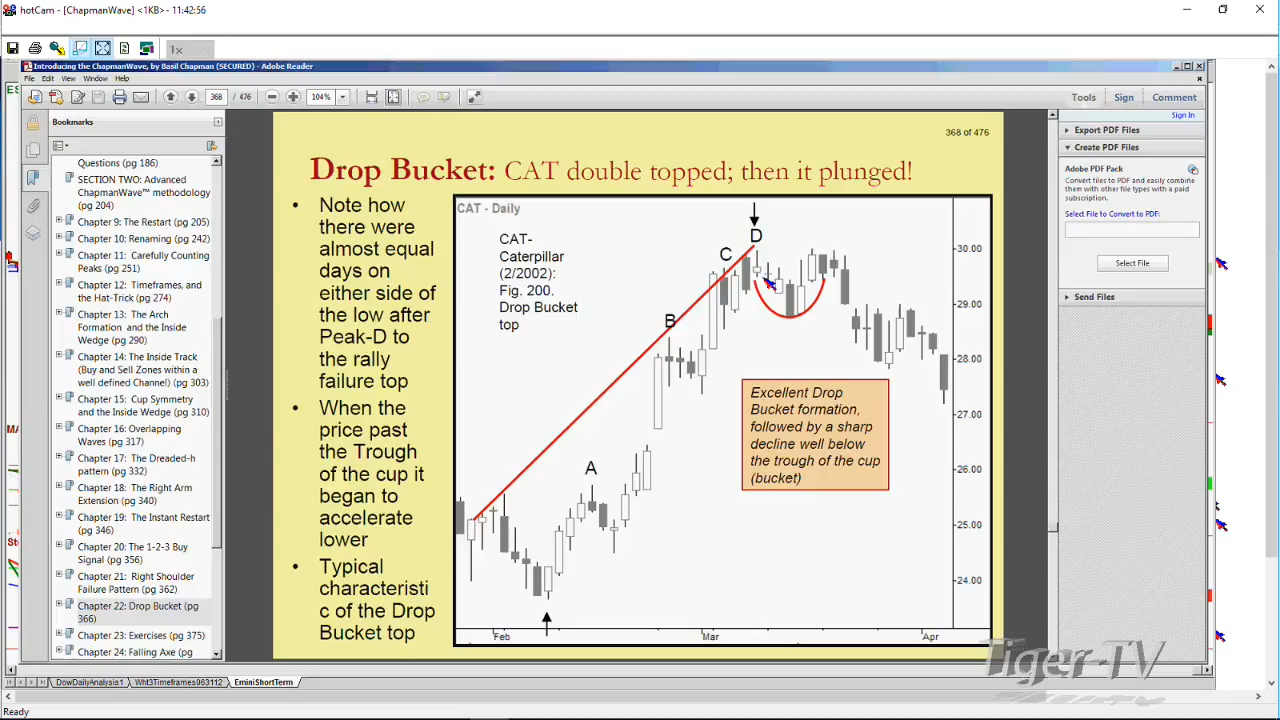 hotCam - [ChapmanWave] <1KB> - 11:42:56
1x
Introducing the ChapmanWave, by Basil Chapman (SECURED) - Adobe Reader
File Edit View Window Help
368 / 476
104%
Tools Sign Comment
Bookmarks
Questions (pg 186)
SECTION TWO: Advanced
ChapmanWave™ methodology
(pg 204)
Chapter 9: The Restart (pg 205)
Chapter 10: Renaming (pg 242)
Chapter 11: Carefully Counting
Peaks (pg 251)
Chapter 12: Timeframes, and
the Hat-Trick (pg 274)
Chapter 13: The Arch
Formation and the Inside
Wedge (pg 290)
Chapter 14: The Inside Track
(Buy and Sell Zones within a
well defined Channel) (pg 303)
Chapter 15: Cup Symmetry
and the Inside Wedge (pg 310)
Chapter 16: Overlapping
Waves (pg 317)
Chapter 17: The Dreaded-h
pattern (pg 332)
Chapter 18: The Right Arm
Extension (pg 340)
Chapter 19: The Instant Restart
(pg 346)
Chapter 20: The 1-2-3 Buy
Signal (pg 356)
Chapter 21: Right Shoulder
Failure Pattern (pg 362)
Chapter 22: Drop Bucket (pg
366)
Chapter 23: Exercises (pg 375)
Chapter 24: Falling Axe (pg
368 of 476
Drop Bucket: CAT double topped; then it plunged!
• Note how
there were
almost equal
days on
either side of
the low after
Peak-D to
the rally
failure top
• When the
price past
the Trough
of the cup it
began to
accelerate
lower
• Typical
characteristi
c of the Drop
Bucket top
CAT - Daily
CAT-
Caterpillar
(2/2002):
Fig. 200.
Drop Bucket
top
A
B
C
D
Excellent Drop
Bucket formation,
followed by a sharp
decline well below
the trough of the cup
(bucket)
30.00
29.00
28.00
27.00
26.00
25.00
24.00
Feb Mar Apr
Sign In
Export PDF Files
Create PDF Files
Adobe PDF Pack
Convert files to PDF and easily combine
them with other file types with a paid
subscription.
Select File to Convert to PDF:
Select File
Send Files
Tiger-TV
ES
MA
Sto
DowDailyAnalysis1 Wht3Timeframes063112 EminiShortTerm
Ready